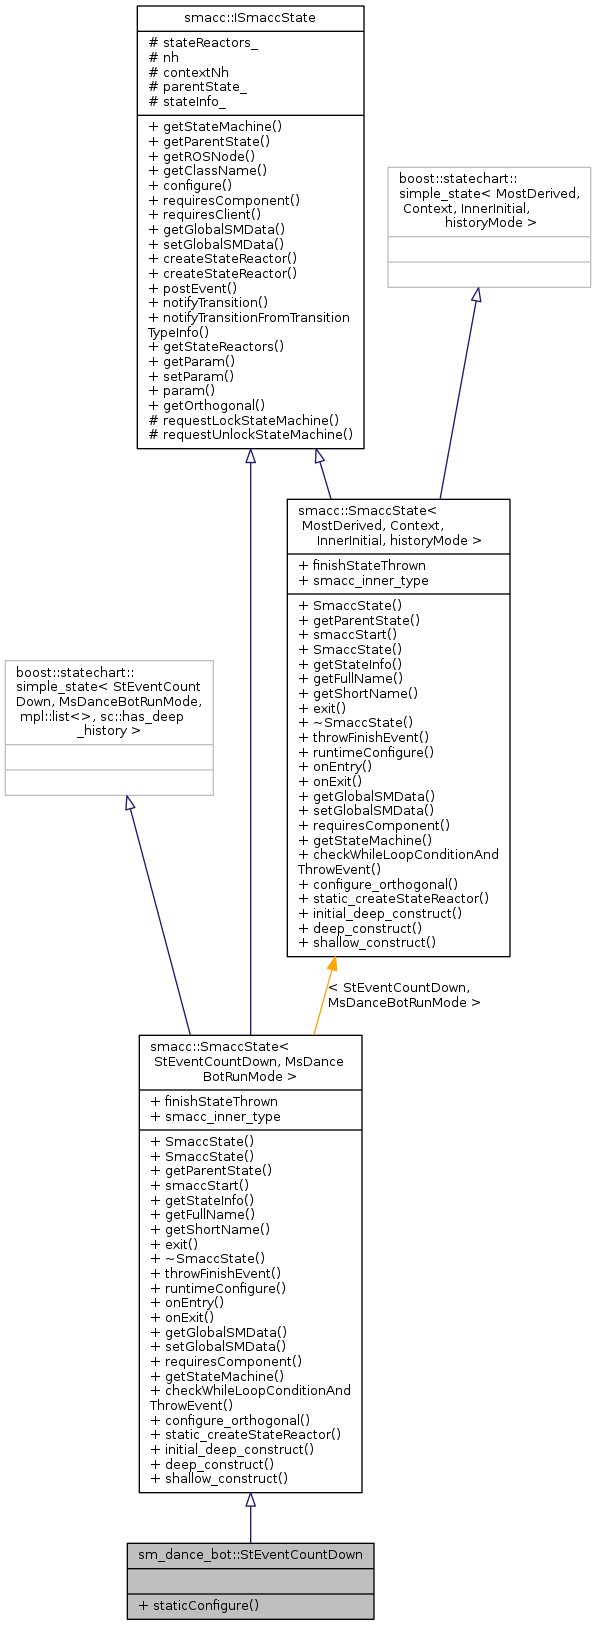 smacc::ISmaccState
# stateReactors_
# nh
# contextNh
# parentState_
# stateInfo_
+ getStateMachine()
+ getParentState()
+ getROSNode()
+ getClassName()
+ configure()
+ requiresComponent()
+ requiresClient()
+ getGlobalSMData()
+ setGlobalSMData()
+ createStateReactor()
+ createStateReactor()
+ postEvent()
+ notifyTransition()
+ notifyTransitionFromTransition
TypeInfo()
+ getStateReactors()
+ getParam()
+ setParam()
+ param()
+ getOrthogonal()
# requestLockStateMachine()
# requestUnlockStateMachine()
boost::statechart::
simple_state< MostDerived,
Context, InnerInitial,
historyMode >
smacc::SmaccState<
MostDerived, Context,
InnerInitial, historyMode >
+ finishStateThrown
+ smacc_inner_type
+ SmaccState()
+ getParentState()
+ smaccStart()
+ SmaccState()
+ getStateInfo()
+ getFullName()
+ getShortName()
+ exit()
+ ~SmaccState()
+ throwFinishEvent()
+ runtimeConfigure()
+ onEntry()
+ onExit()
+ getGlobalSMData()
+ setGlobalSMData()
+ requiresComponent()
+ getStateMachine()
+ checkWhileLoopConditionAnd
ThrowEvent()
+ configure_orthogonal()
+ static_createStateReactor()
+ initial_deep_construct()
+ deep_construct()
+ shallow_construct()
boost::statechart::
simple_state< StEventCount
Down, MsDanceBotRunMode,
mpl::list<>, sc::has_deep
_history >
< StEventCountDown,
MsDanceBotRunMode >
smacc::SmaccState<
StEventCountDown, MsDance
BotRunMode >
+ finishStateThrown
+ smacc_inner_type
+ SmaccState()
+ SmaccState()
+ getParentState()
+ smaccStart()
+ getStateInfo()
+ getFullName()
+ getShortName()
+ exit()
+ ~SmaccState()
+ throwFinishEvent()
+ runtimeConfigure()
+ onEntry()
+ onExit()
+ getGlobalSMData()
+ setGlobalSMData()
+ requiresComponent()
+ getStateMachine()
+ checkWhileLoopConditionAnd
ThrowEvent()
+ configure_orthogonal()
+ static_createStateReactor()
+ initial_deep_construct()
+ deep_construct()
+ shallow_construct()
sm_dance_bot::StEventCountDown
+ staticConfigure()